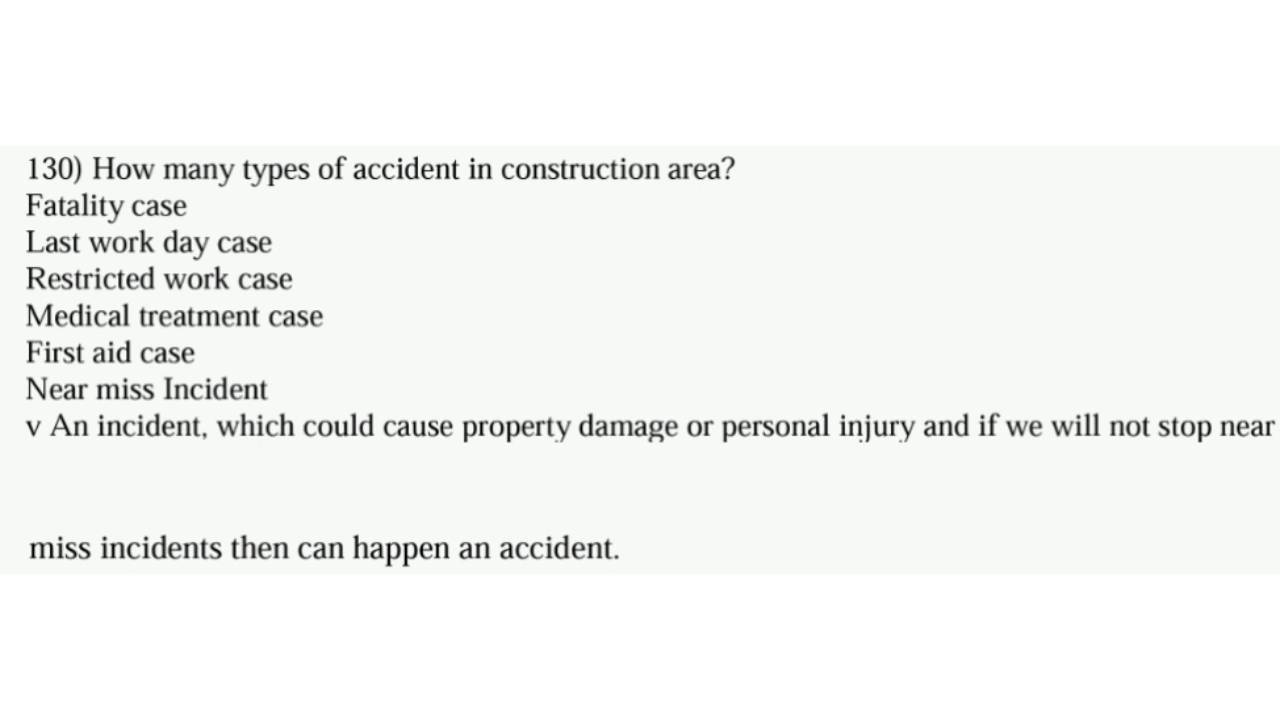 130) How many types of accident in construction area?
Fatality case
Last work day case
Restricted work case
Medical treatment case
First aid case
Near miss Incident
v An incident, which could cause property damage or personal injury and if we will not stop near
miss incidents then can happen an accident.